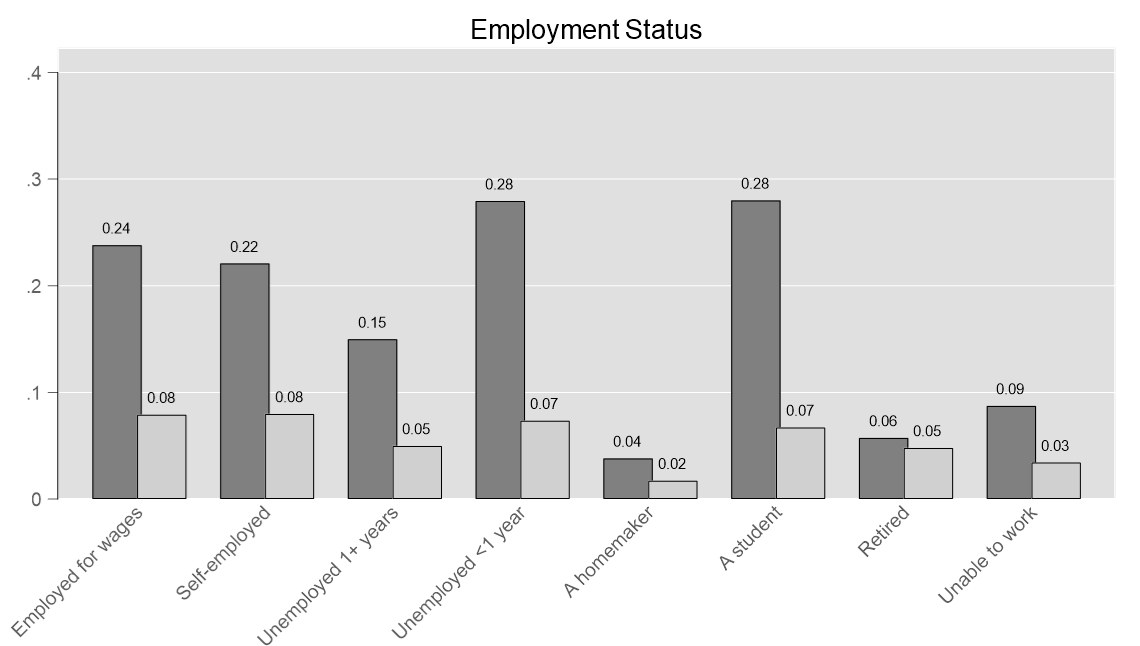 Employment Status
.4
.3
.2
.1
0
0.24
0.08
0.22
0.08
0.15
0.05
0.28
0.07
0.04
0.02
0.28
0.07
0.06
0.05
0.09
0.03
Employed for wages
Self-employed
Unemployed 1+ years
Unemployed <1 year
A homemaker
A student
Retired
Unable to work